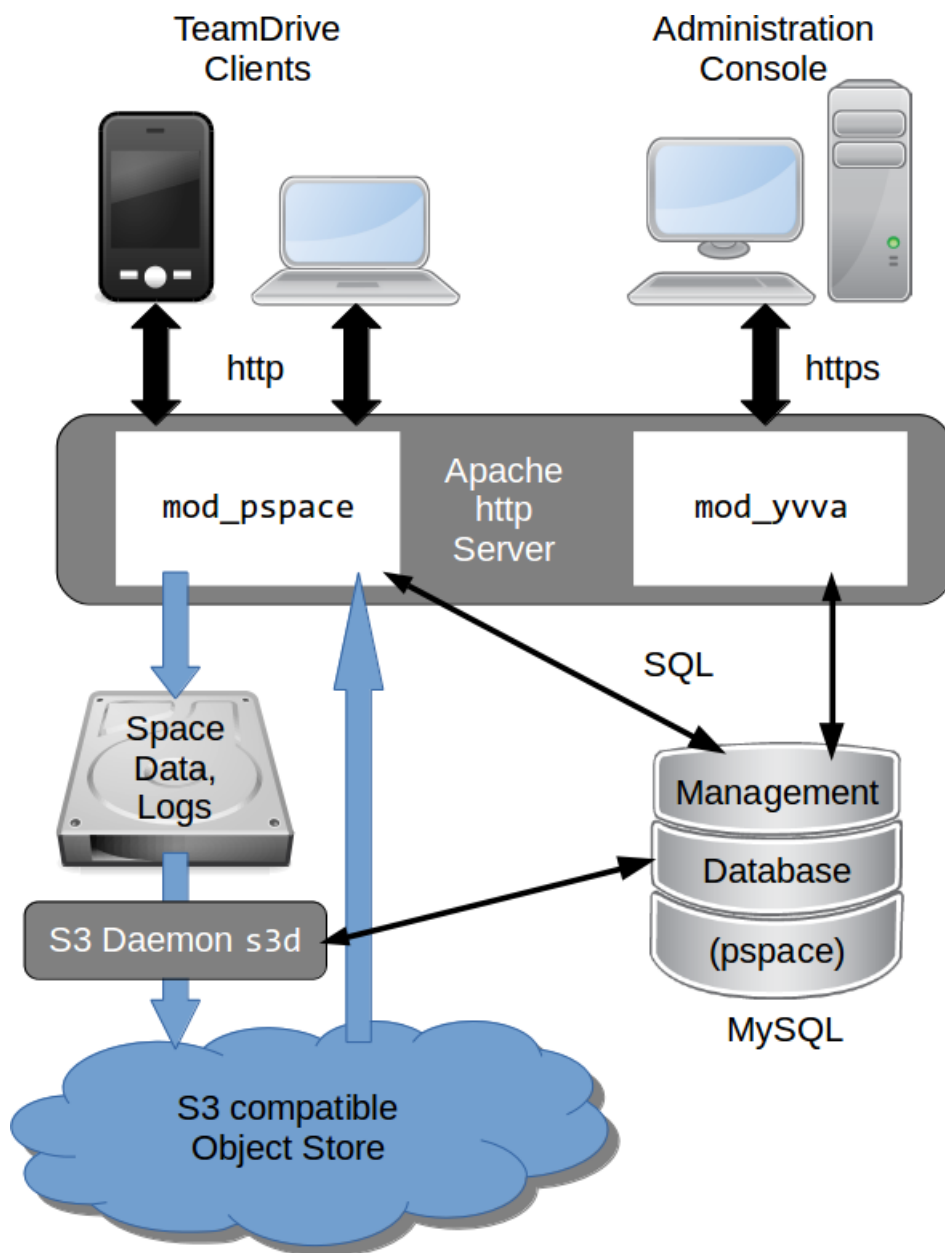 TeamDrive
Clients
Administration
Console
http
https
mod_pspace
Apache
http
Server
mod_yvva
SQL
Space
Data,
Logs
Management
Database
(pspace)
S3 Daemon s3d
MySQL
S3 compatible
Object Store